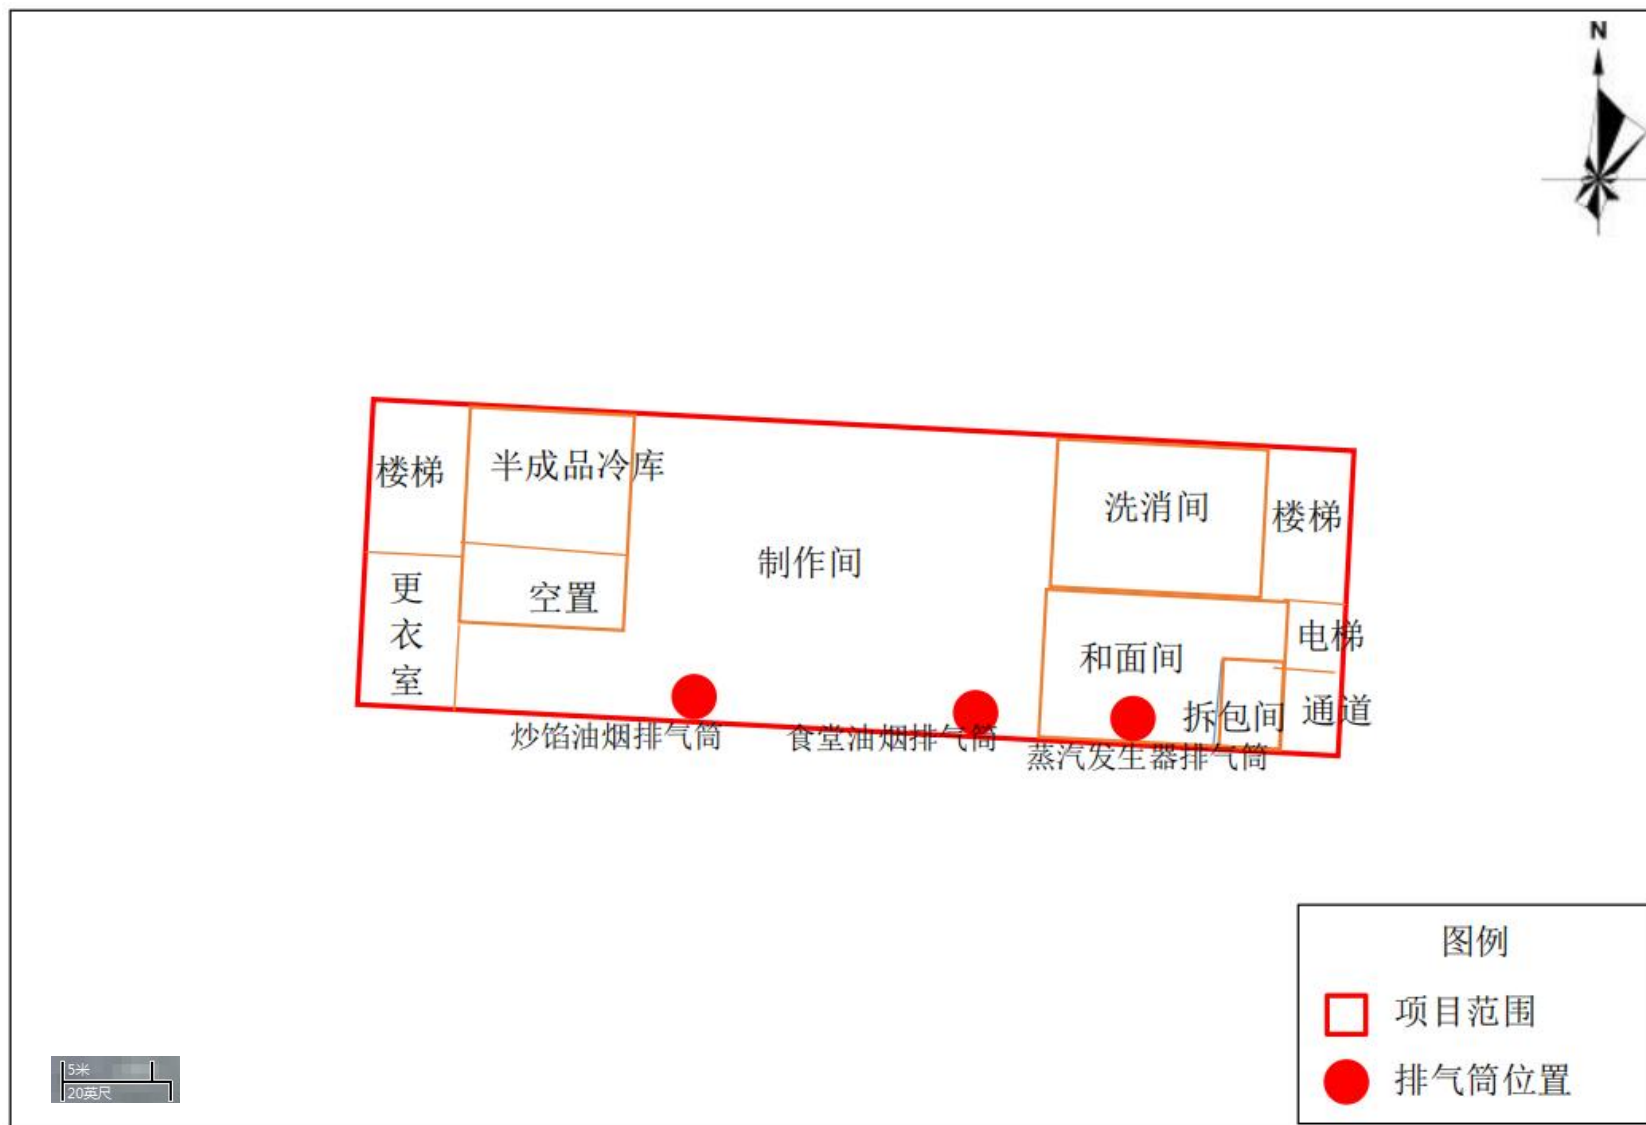 N
楼梯
半成品冷库
洗消间
楼梯
制作间
更
衣
室
空置
和面间
电梯
拆包间
通道
炒馅油烟排气筒
食堂油烟排气筒
蒸汽发生器排气筒
图例
项目范围
排气筒位置
5米
20英尺